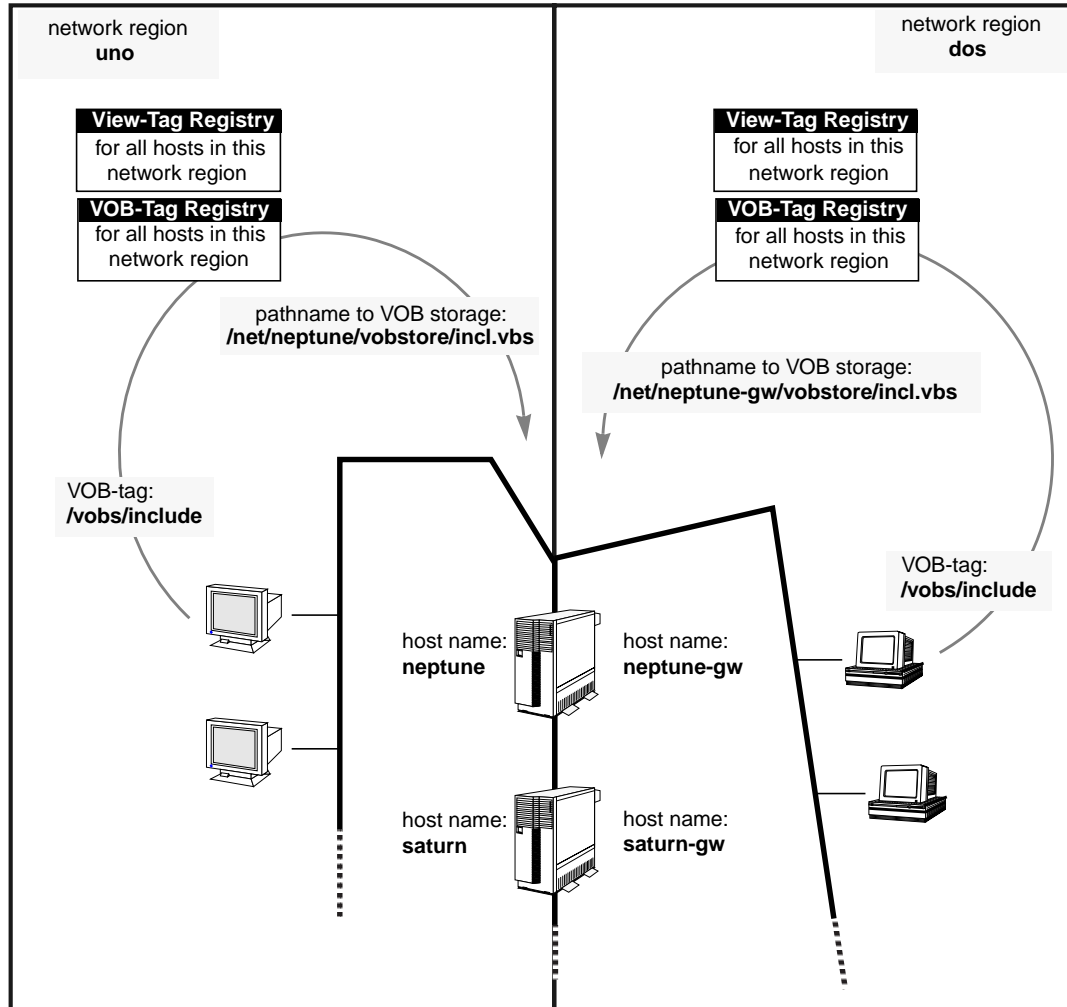 network region
uno
network region
dos
View-Tag Registry
for all hosts in this
network region
VOB-Tag Registry
for all hosts in this
network region
View-Tag Registry
for all hosts in this
network region
VOB-Tag Registry
for all hosts in this
network region
pathname to VOB storage:
/net/neptune/vobstore/incl.vbs
pathname to VOB storage:
/net/neptune-gw/vobstore/incl.vbs
VOB-tag:
/vobs/include
VOB-tag:
/vobs/include
host name:
neptune
host name:
neptune-gw
host name:
saturn
host name:
saturn-gw